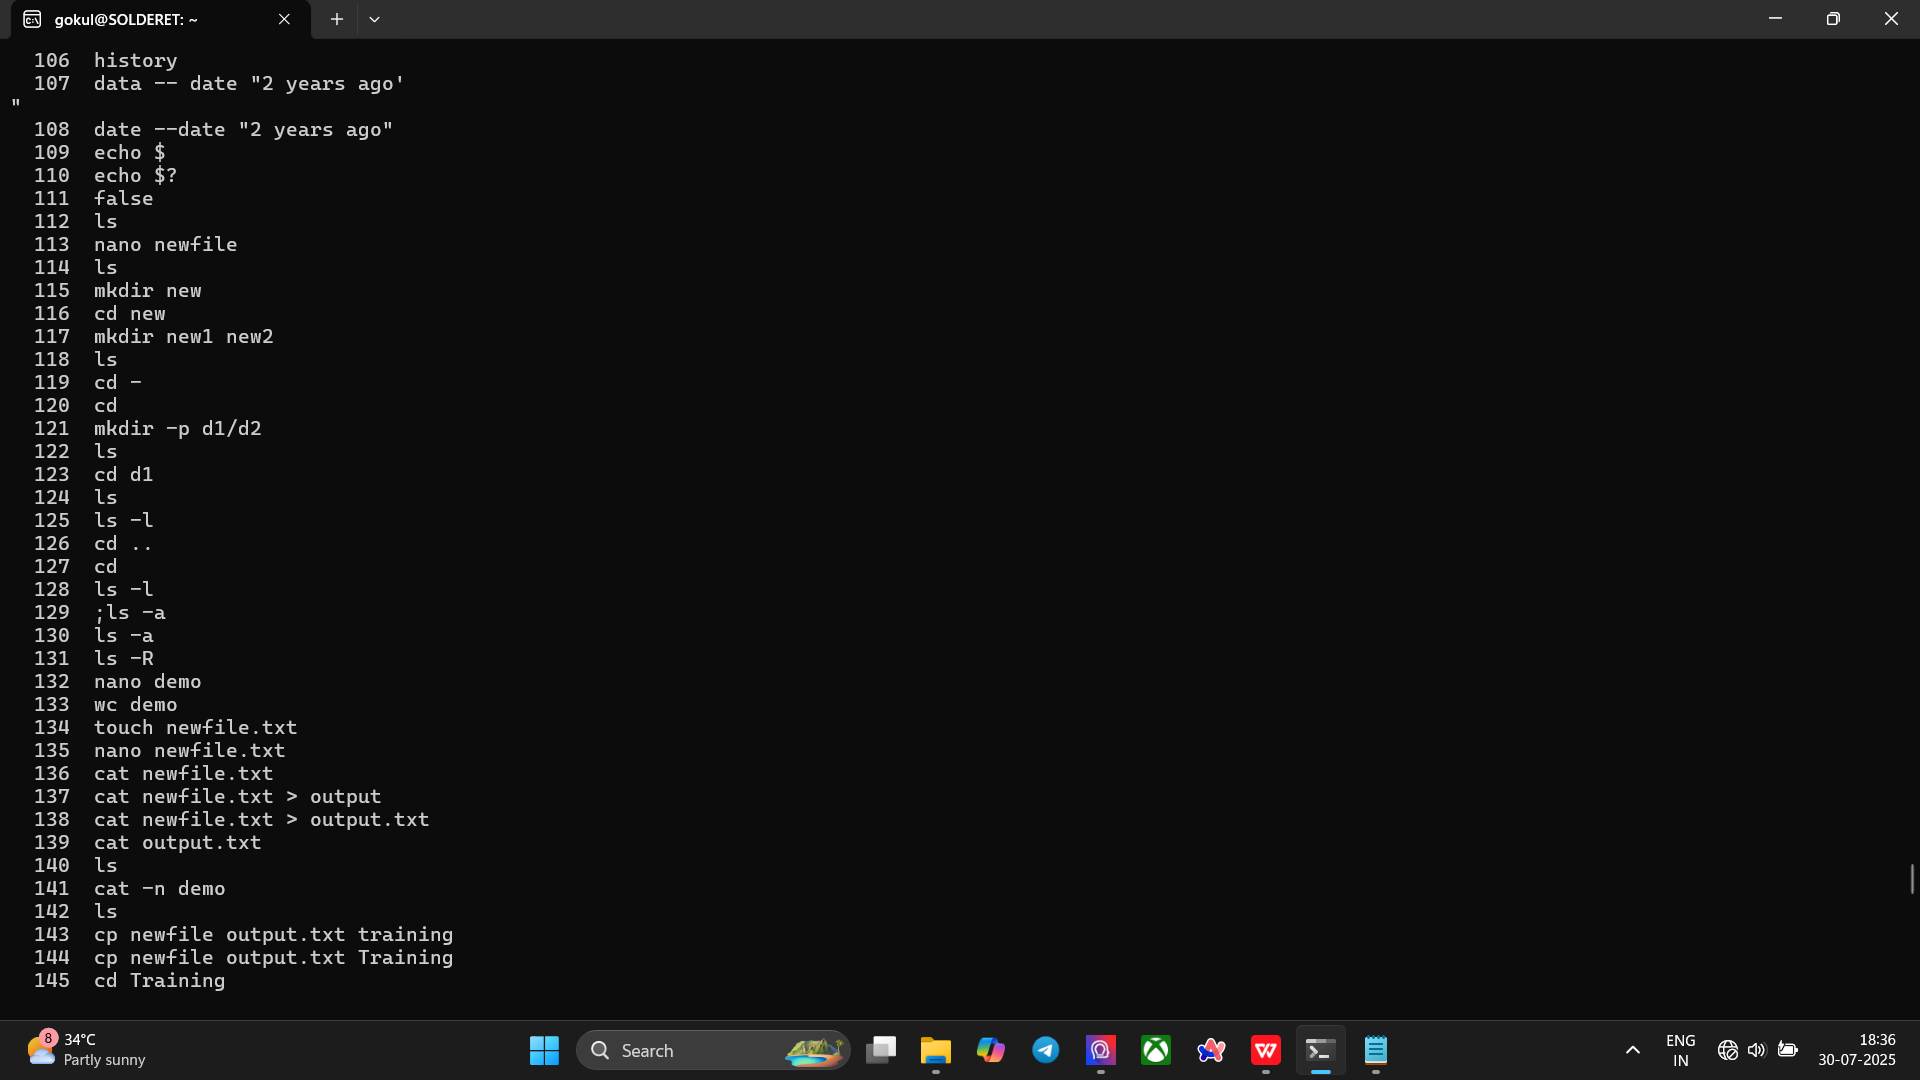 gokul@SOLDERET: ~
106 history
107 data -- date "2 years ago'
"
108 date --date "2 years ago"
109 echo $
110 echo $?
111 false
112 ls
113 nano newfile
114 ls
115 mkdir new
116 cd new
117 mkdir new1 new2
118 ls
119 cd -
120 cd
121 mkdir -p d1/d2
122 ls
123 cd d1
124 ls
125 ls -l
126 cd ..
127 cd
128 ls -l
129 ;ls -a
130 ls -a
131 ls -R
132 nano demo
133 wc demo
134 touch newfile.txt
135 nano newfile.txt
136 cat newfile.txt
137 cat newfile.txt > output
138 cat newfile.txt > output.txt
139 cat output.txt
140 ls
141 cat -n demo
142 ls
143 cp newfile output.txt training
144 cp newfile output.txt Training
145 cd Training
8
34°C
Partly sunny
Search
ENG
IN
18:36
30-07-2025